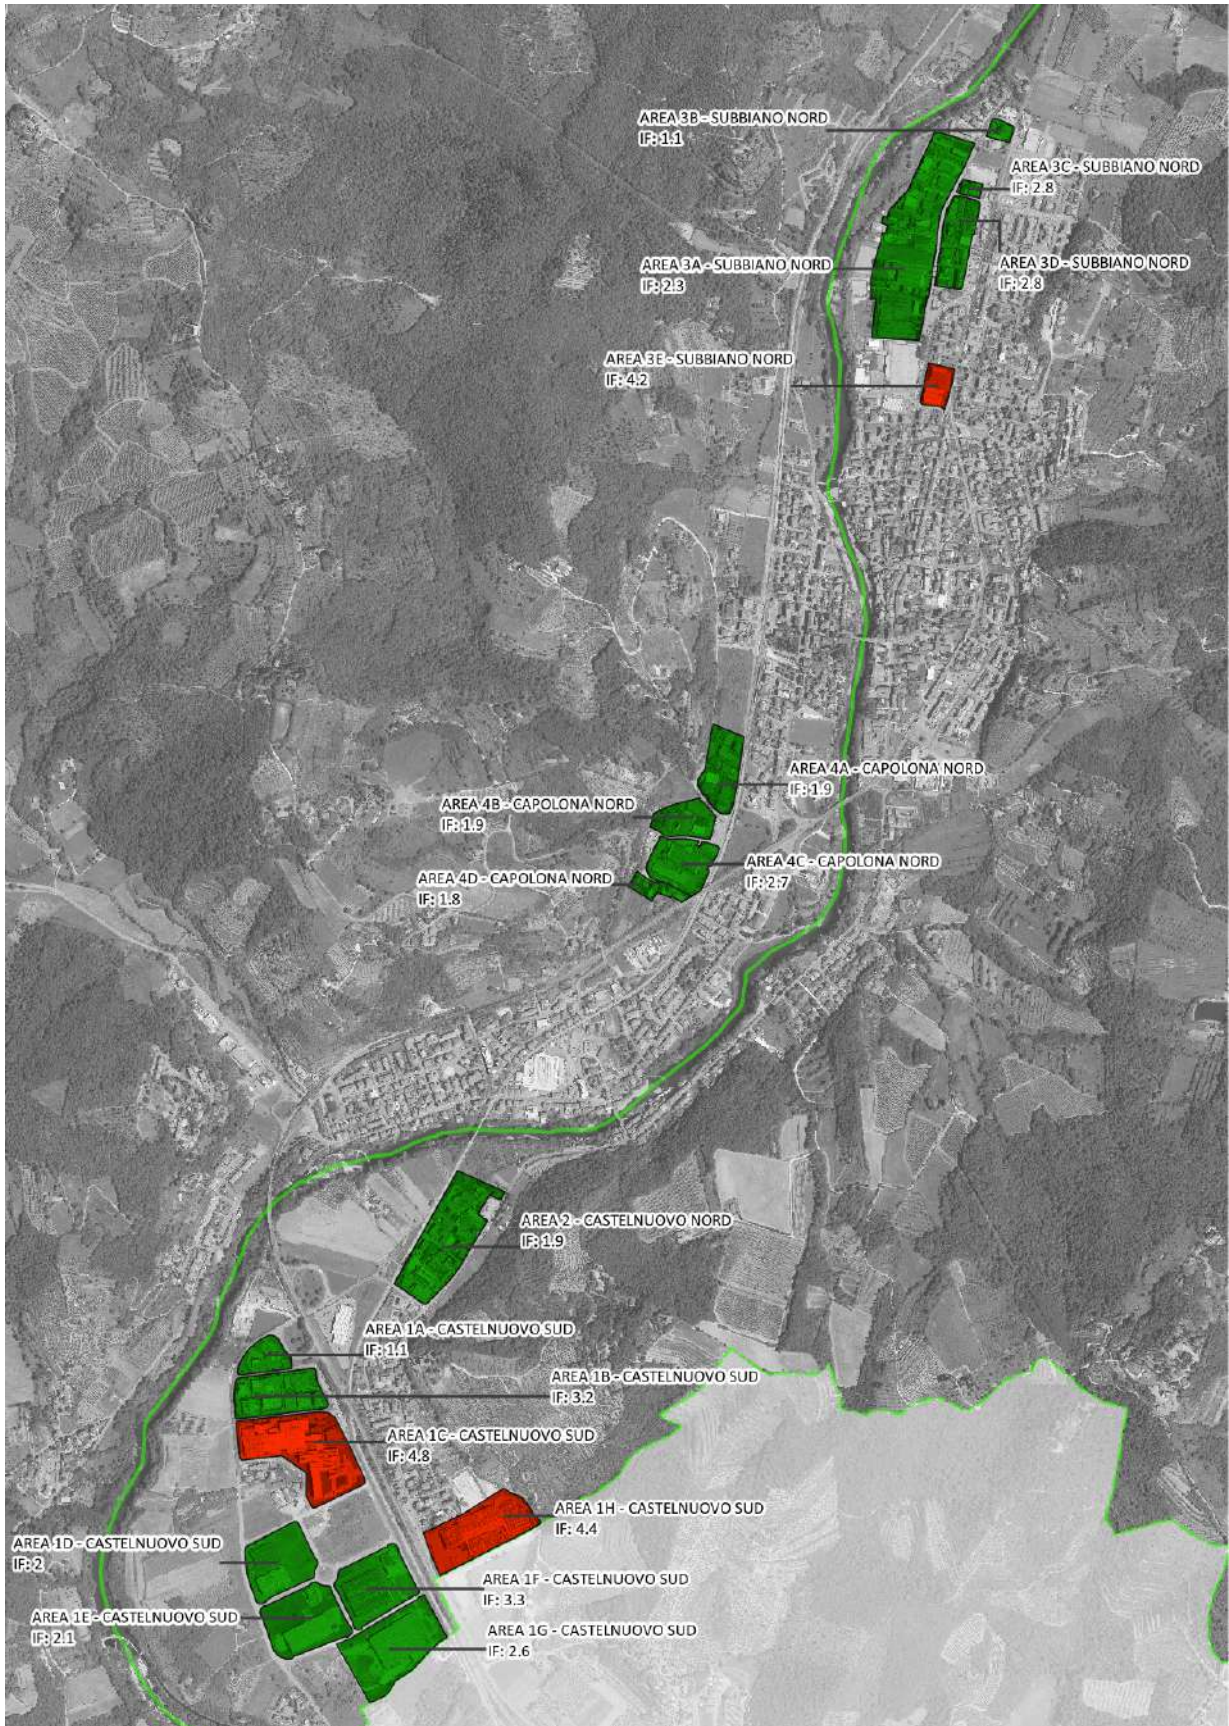 AREA 3B - SUBBIANO NORD
IF: 1.1
AREA 3C - SUBBIANO NORD
IF: 2.8
AREA 3A - SUBBIANO NORD
IF: 2.3
AREA 3D - SUBBIANO NORD
IF: 2.8
AREA 3E - SUBBIANO NORD
IF: 4.2
AREA 4A - CAPOLONA NORD
IF: 1.9
AREA 4B - CAPOLONA NORD
IF: 1.9
AREA 4C - CAPOLONA NORD
IF: 2.7
AREA 4D - CAPOLONA NORD
IF: 1.8
AREA 2 - CASTELNUOVO NORD
IF: 1.9
AREA 1A - CASTELNUOVO SUD
IF: 1.1
AREA 1B - CASTELNUOVO SUD
IF: 3.2
AREA 1C - CASTELNUOVO SUD
IF: 4.8
AREA 1H - CASTELNUOVO SUD
IF: 4.4
AREA 1D - CASTELNUOVO SUD
IF: 2
AREA 1F - CASTELNUOVO SUD
IF: 3.3
AREA 1E - CASTELNUOVO SUD
IF: 2.1
AREA 1G - CASTELNUOVO SUD
IF: 2.6